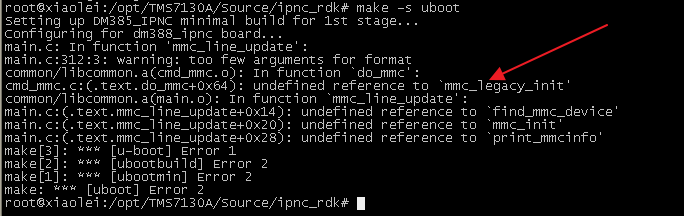 root@xiaolei:/opt/TMS7130A/Source/ipnc_rdk# make -s uboot
Setting up DM385_IPNC minimal build for 1st stage...
Configuring for dm388_ipnc board...
main.c: In function 'mmc_line_update':
main.c:312:3: warning: too few arguments for format
common/libcommon.a(cmd_mmc.o): In function `do_mmc':
cmd_mmc.c:(.text.do_mmc+0x64): undefined reference to `mmc_legacy_init'
common/libcommon.a(main.o): In function `mmc_line_update':
main.c:(.text.mmc_line_update+0x14): undefined reference to `find_mmc_device'
main.c:(.text.mmc_line_update+0x20): undefined reference to `mmc_init'
main.c:(.text.mmc_line_update+0x28): undefined reference to `print_mmcinfo'
make[3]: *** [u-boot] Error 1
make[2]: *** [ubootbuild] Error 2
make[1]: *** [ubootmin] Error 2
make: *** [uboot] Error 2
root@xiaolei:/opt/TMS7130A/Source/ipnc_rdk#